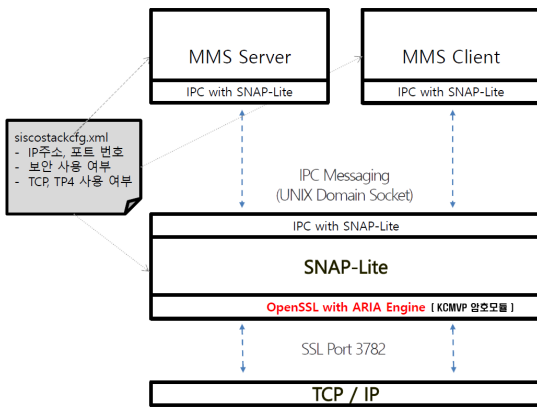 MMS Server
MMS Client
IPC with SNAP-Lite
IPC with SNAP-Lite
siscostackcfg.xml
- IP주소, 포트 번호
- 보안 사용 여부
- TCP, TP4 사용 여부
IPC Messaging
(UNIX Domain Socket)
IPC with SNAP-Lite
SNAP-Lite
OpenSSL with ARIA Engine [ KCMVP 암호모듈 ]
SSL Port 3782
TCP / IP